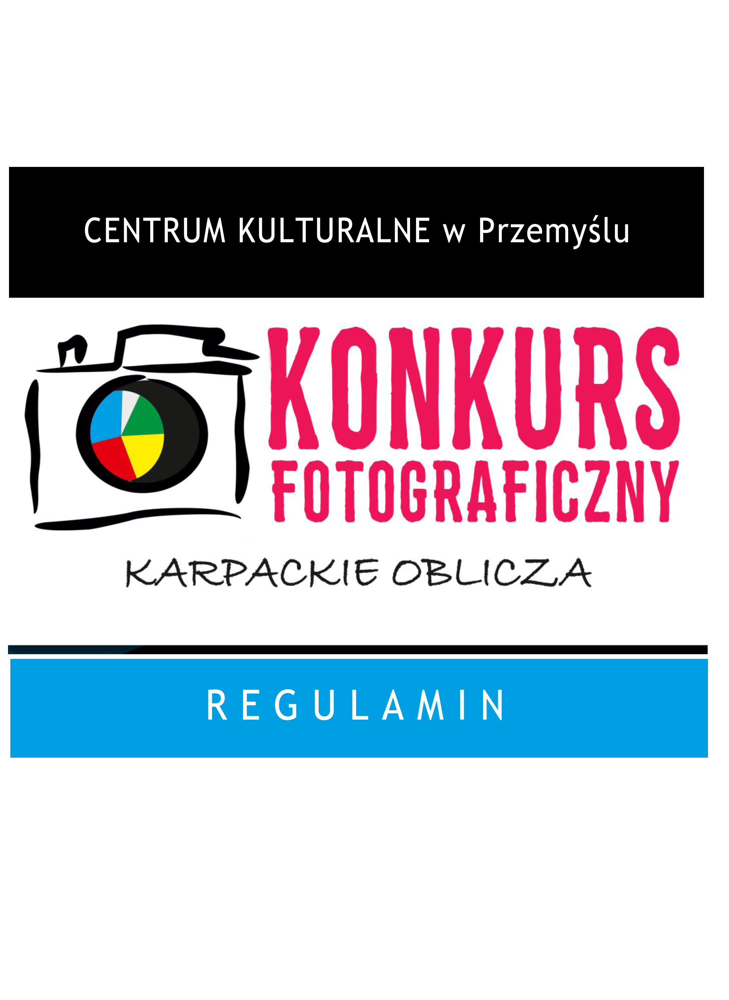 CENTRUM KULTURALNE w Przemyślu
KONKURS
FOTOGRAFICZNY
KARPACKIE OBLICZA
REGULAMIN